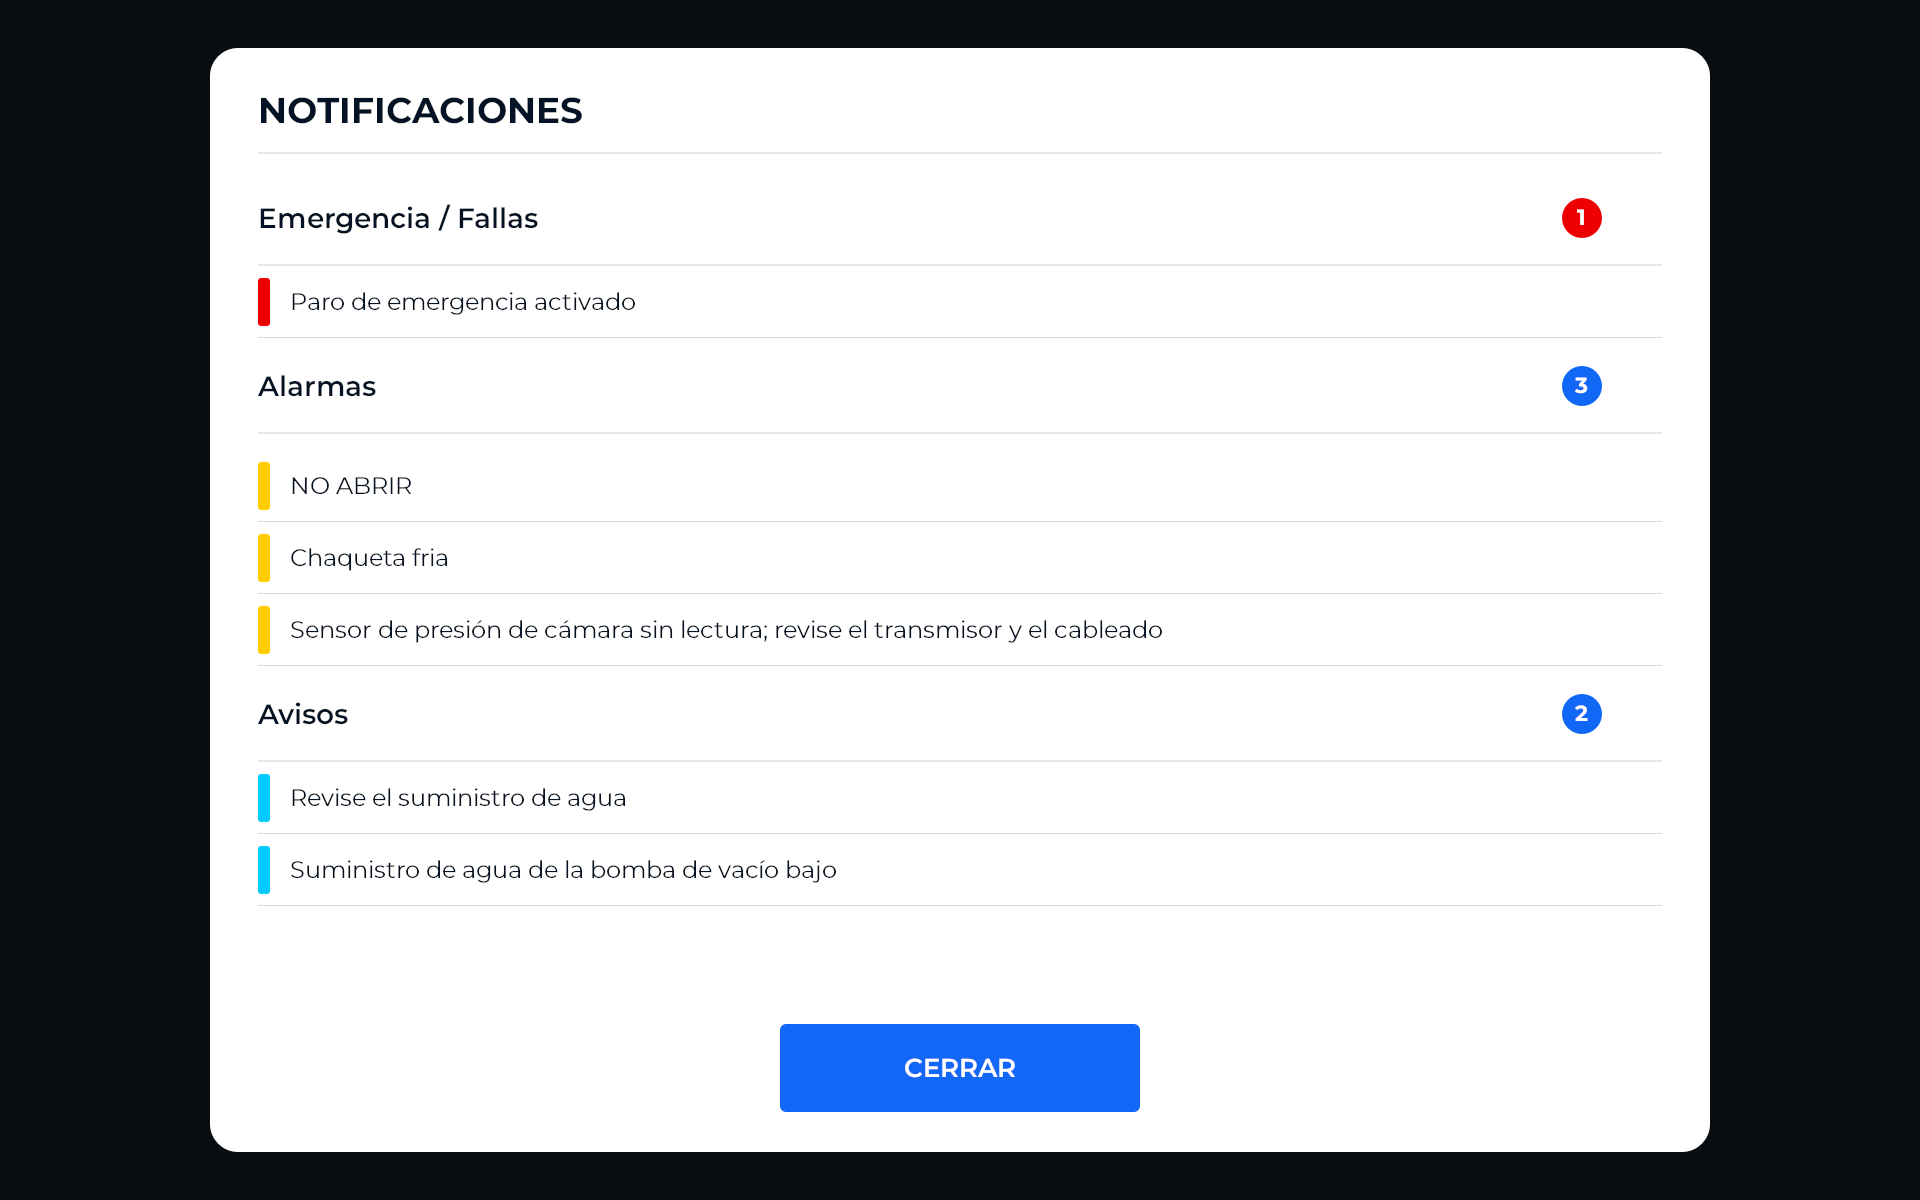 NOTIFICACIONES
Emergencia / Fallas
1
Paro de emergencia activado
Alarmas
3
NO ABRIR
Chaqueta fria
Sensor de presión de cámara sin lectura; revise el transmisor y el cableado
Avisos
2
Revise el suministro de agua
Suministro de agua de la bomba de vacío bajo
CERRAR